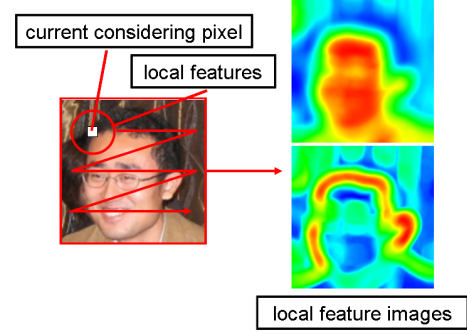 current considering pixel
local features
local feature images